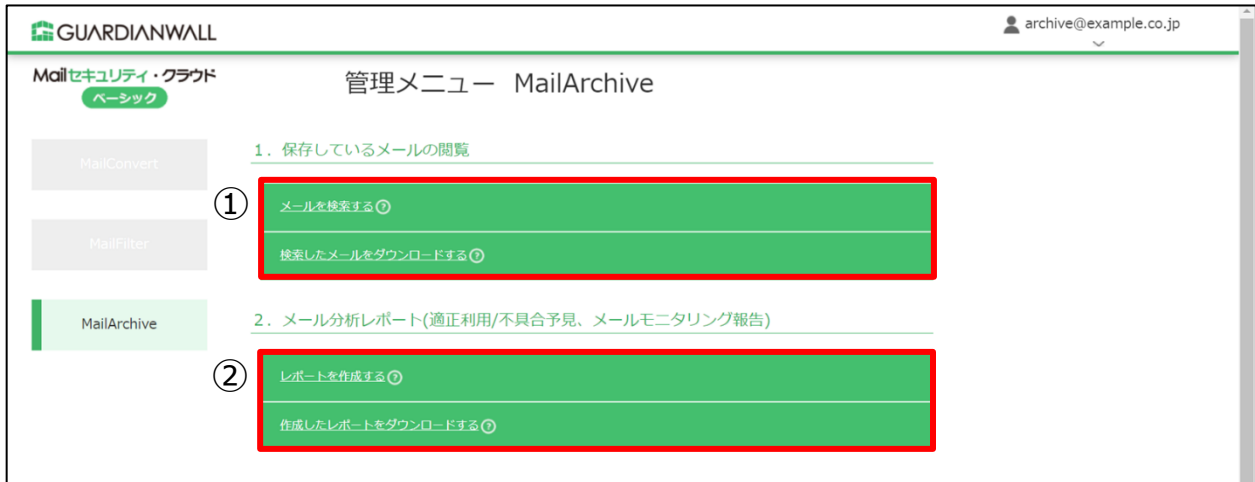 GUARDIANWALL
archive@example.co.jp
Mailセキュリティ・クラウド
ベーシック
管理メニュー MailArchive
MailConvert
MailFilter
MailArchive
1. 保存しているメールの閲覧
①
メールを検索する?
検索したメールをダウンロードする?
2. メール分析レポート(適正利用/不具合予見、メールモニタリング報告)
②
レポートを作成する?
作成したレポートをダウンロードする?